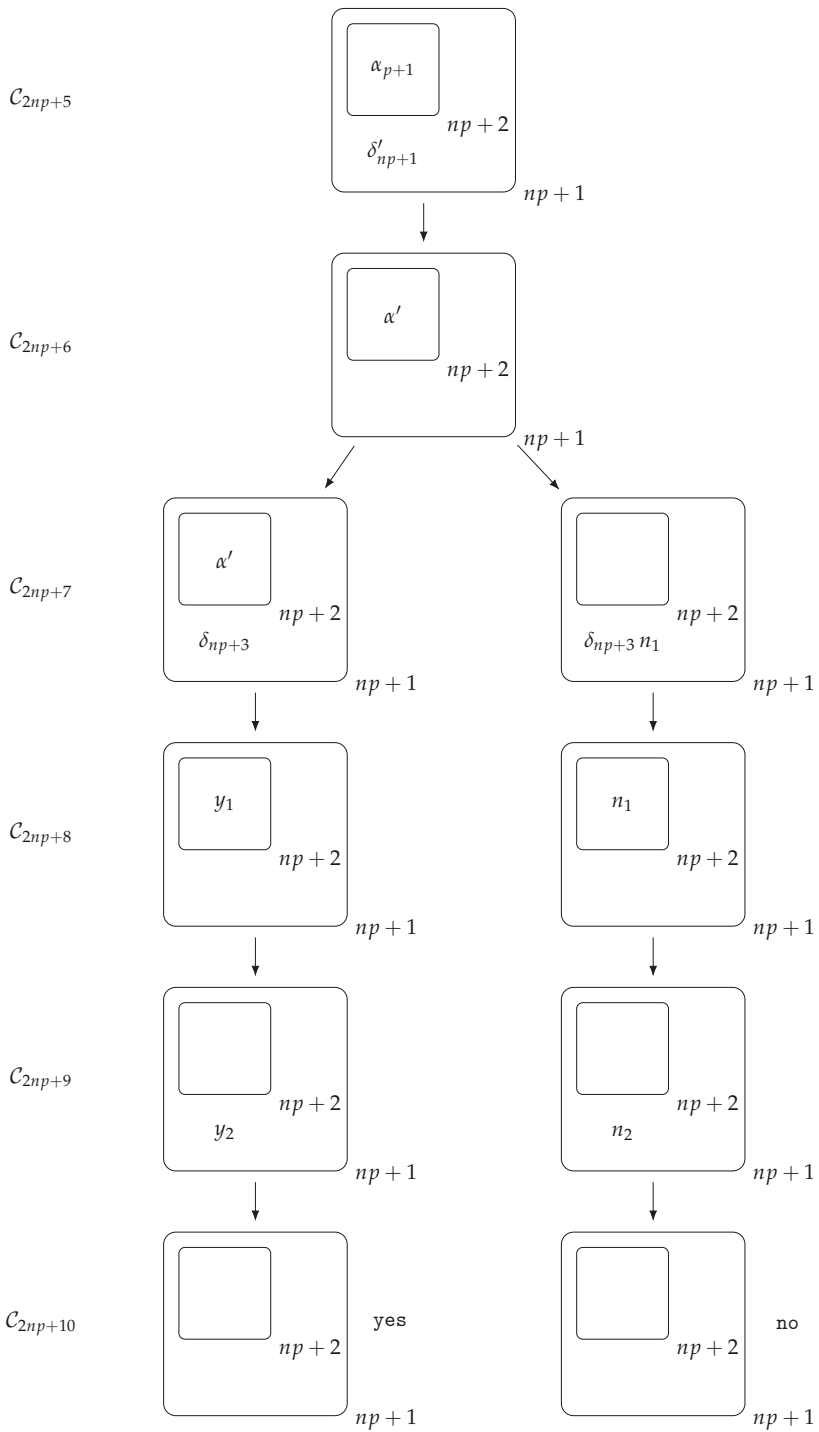 𝒞₂ₙₚ₊₅
αₚ₊₁
np + 2
δ′ₙₚ₊₁
np + 1
𝒞₂ₙₚ₊₆
α′
np + 2
np + 1
𝒞₂ₙₚ₊₇
α′
np + 2
np + 2
δₙₚ₊₃
δₙₚ₊₃ n₁
np + 1
np + 1
𝒞₂ₙₚ₊₈
y₁
n₁
np + 2
np + 2
np + 1
np + 1
𝒞₂ₙₚ₊₉
np + 2
np + 2
y₂
n₂
np + 1
np + 1
𝒞₂ₙₚ₊₁₀
yes
no
np + 2
np + 2
np + 1
np + 1